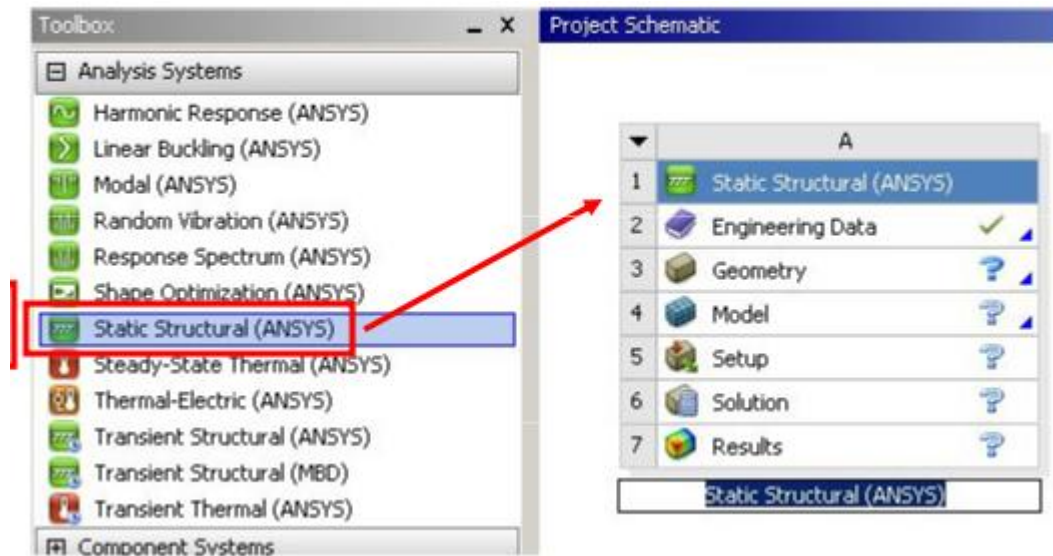 Toolbox
Analysis Systems
Harmonic Response (ANSYS)
Linear Buckling (ANSYS)
Modal (ANSYS)
Random Vibration (ANSYS)
Response Spectrum (ANSYS)
Shape Optimization (ANSYS)
Static Structural (ANSYS)
Steady-State Thermal (ANSYS)
Thermal-Electric (ANSYS)
Transient Structural (ANSYS)
Transient Structural (MBD)
Transient Thermal (ANSYS)
Component Systems
Project Schematic
A
1 Static Structural (ANSYS)
2 Engineering Data
3 Geometry
4 Model
5 Setup
6 Solution
7 Results
Static Structural (ANSYS)